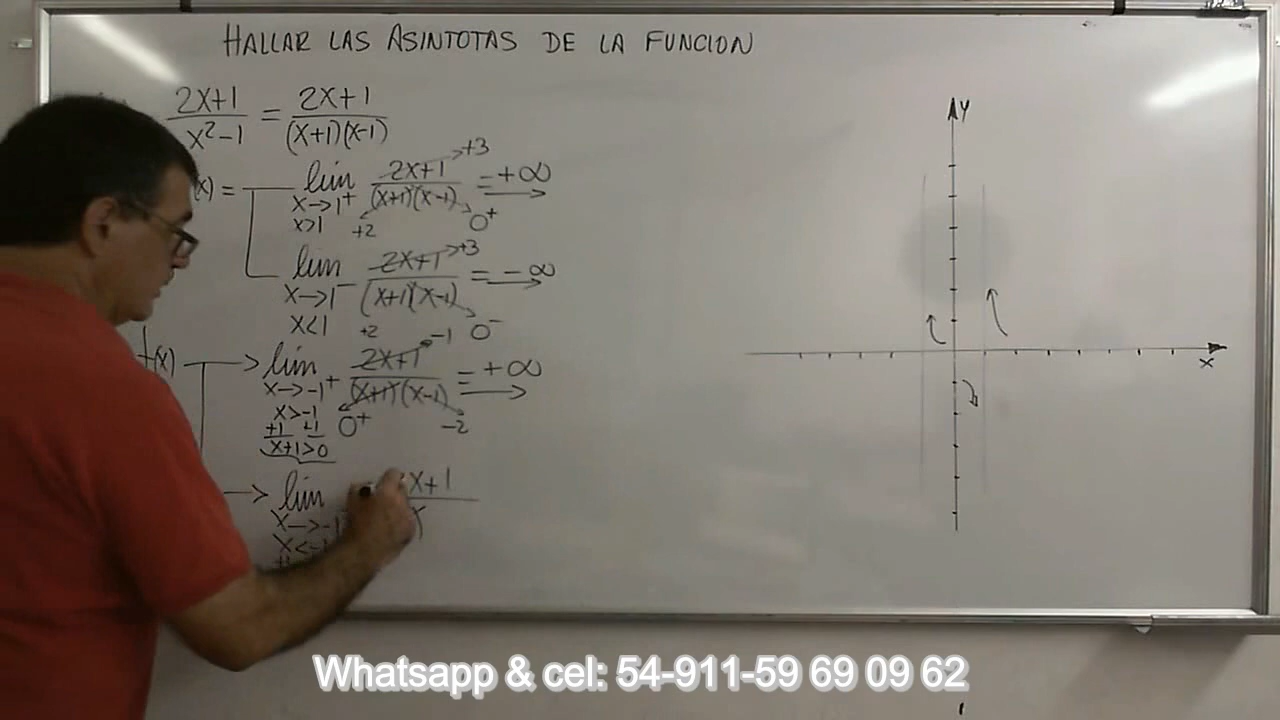 HALLAR LAS ASINTOTAS DE LA FUNCION
2X+1 / X²-1 = 2X+1 / (X+1)(X-1)
(x) = lim X→1⁺ 2X+1 / (X+1)(X-1) = +∞
+3
X>1 +2 0⁺
lim X→1⁻ 2X+1 / (X+1)(X-1) = -∞
+3
X<1 +2 0⁻
f(x) → lim X→-1⁺ 2X+1 / (X+1)(X-1) = +∞
-1
X>-1 0⁺ -2
+1 +1
X+1>0
→ lim X+1
X→-1
X<-1
Y
X
Whatsapp & cel: 54-911-59 69 09 62